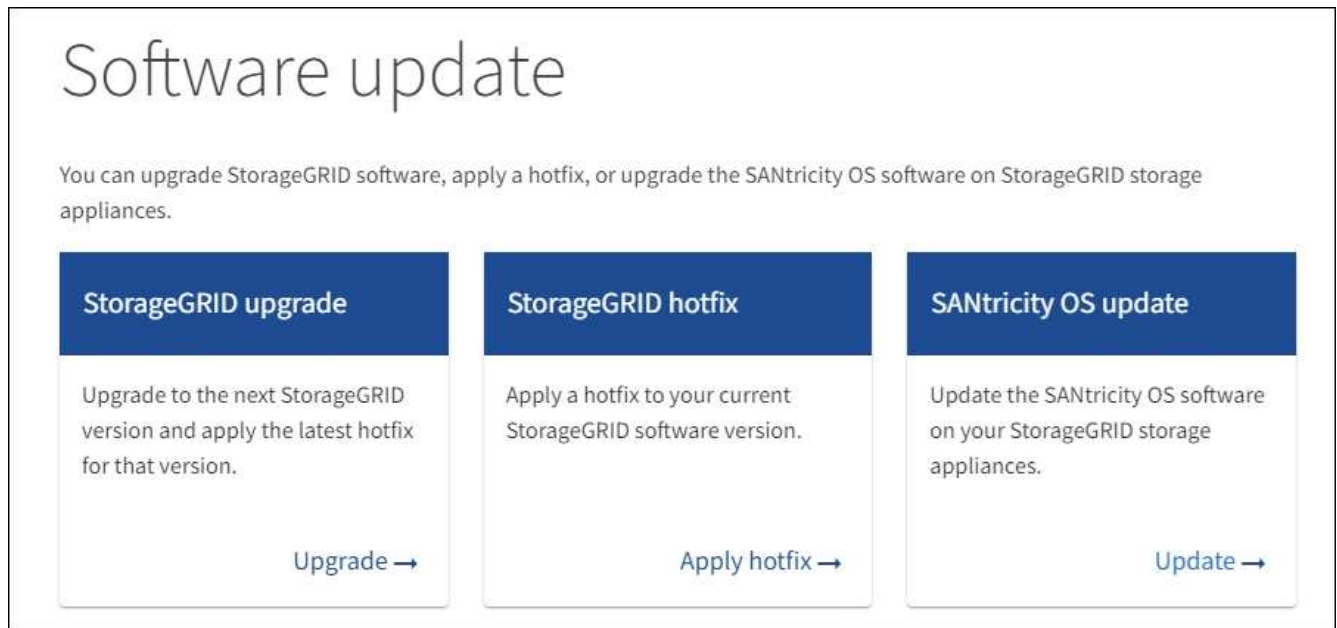 Software update
You can upgrade StorageGRID software, apply a hotfix, or upgrade the SANtricity OS software on StorageGRID storage
appliances.
StorageGRID upgrade
Upgrade to the next StorageGRID
version and apply the latest hotfix
for that version.
Upgrade →
StorageGRID hotfix
Apply a hotfix to your current
StorageGRID software version.
Apply hotfix →
SANtricity OS update
Update the SANtricity OS software
on your StorageGRID storage
appliances.
Update →